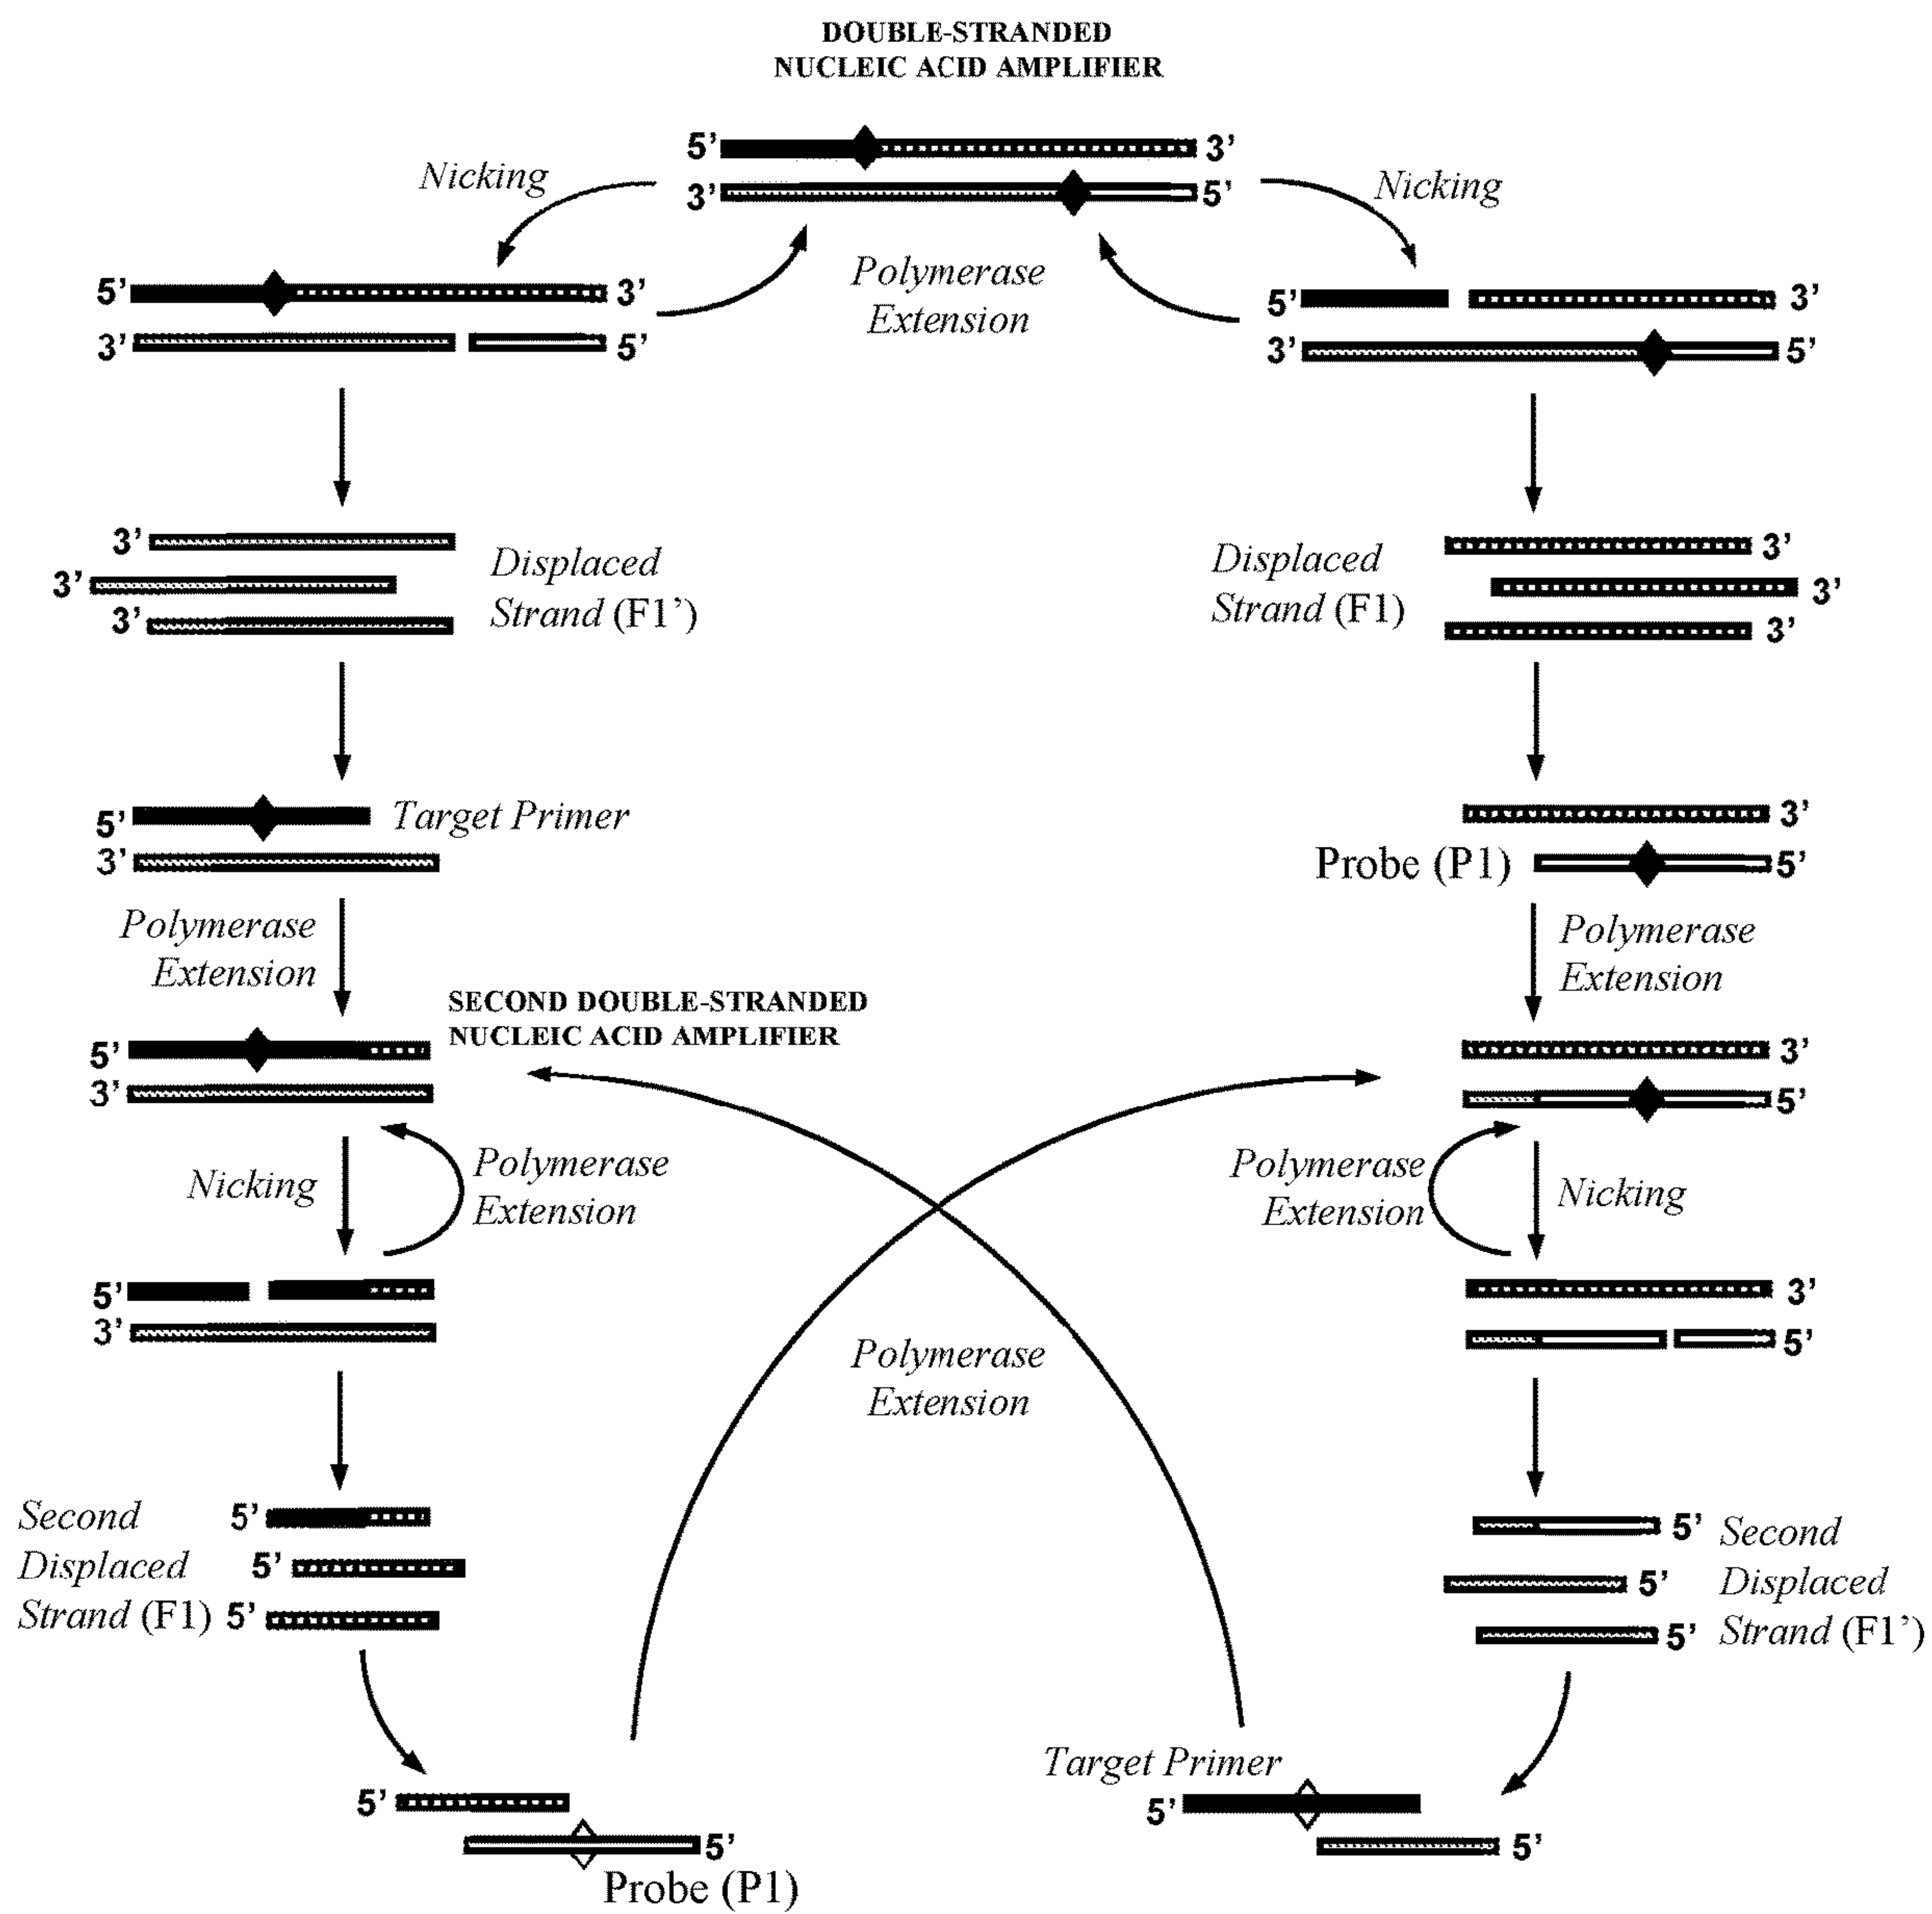 DOUBLE-STRANDED
NUCLEIC ACID AMPLIFIER
5' 3'
3' 5'
Nicking
Nicking
Polymerase
Extension
5' 3'
3' 5'
5' 3'
3' 5'
3'
3'
3'
Displaced
Strand (F1')
Displaced
Strand (F1)
3'
3'
3'
5' Target Primer
3'
3'
Probe (P1) 5'
Polymerase
Extension
Polymerase
Extension
SECOND DOUBLE-STRANDED
NUCLEIC ACID AMPLIFIER
5'
3'
3'
5'
Nicking
Polymerase
Extension
Polymerase
Extension
Nicking
5'
3'
3'
5'
Polymerase
Extension
Second
Displaced
Strand (F1)
5'
5'
5'
5'
5'
5'
Second
Displaced
Strand (F1')
5'
5'
Probe (P1)
Target Primer
5'
5'